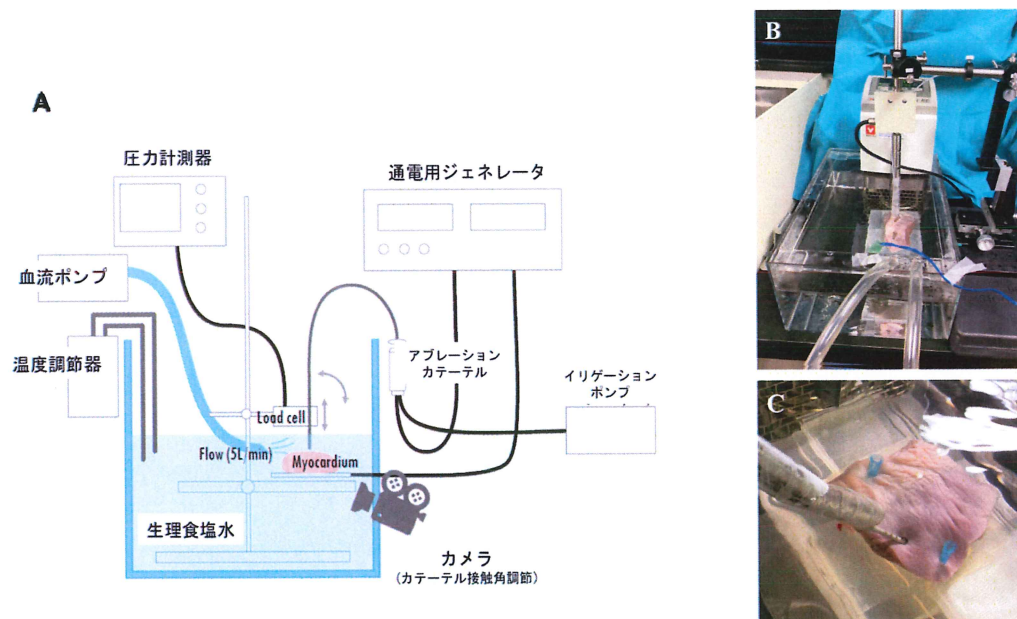 A
圧力計測器
血流ポンプ
温度調節器
通電用ジェネレータ
アブレーション
カテーテル
イリゲーション
ポンプ
Load cell
Flow (5L/min)
Myocardium
生理食塩水
カメラ
(カテーテル接触角調節)
B
C